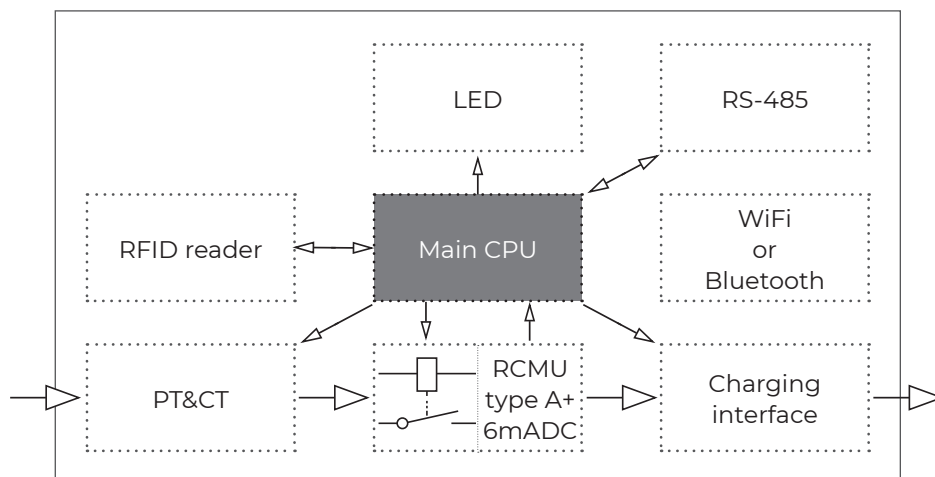 LED
RS-485
RFID reader
Main CPU
WiFi
or
Bluetooth
PT&CT
RCMU
type A+
6mADC
Charging
interface